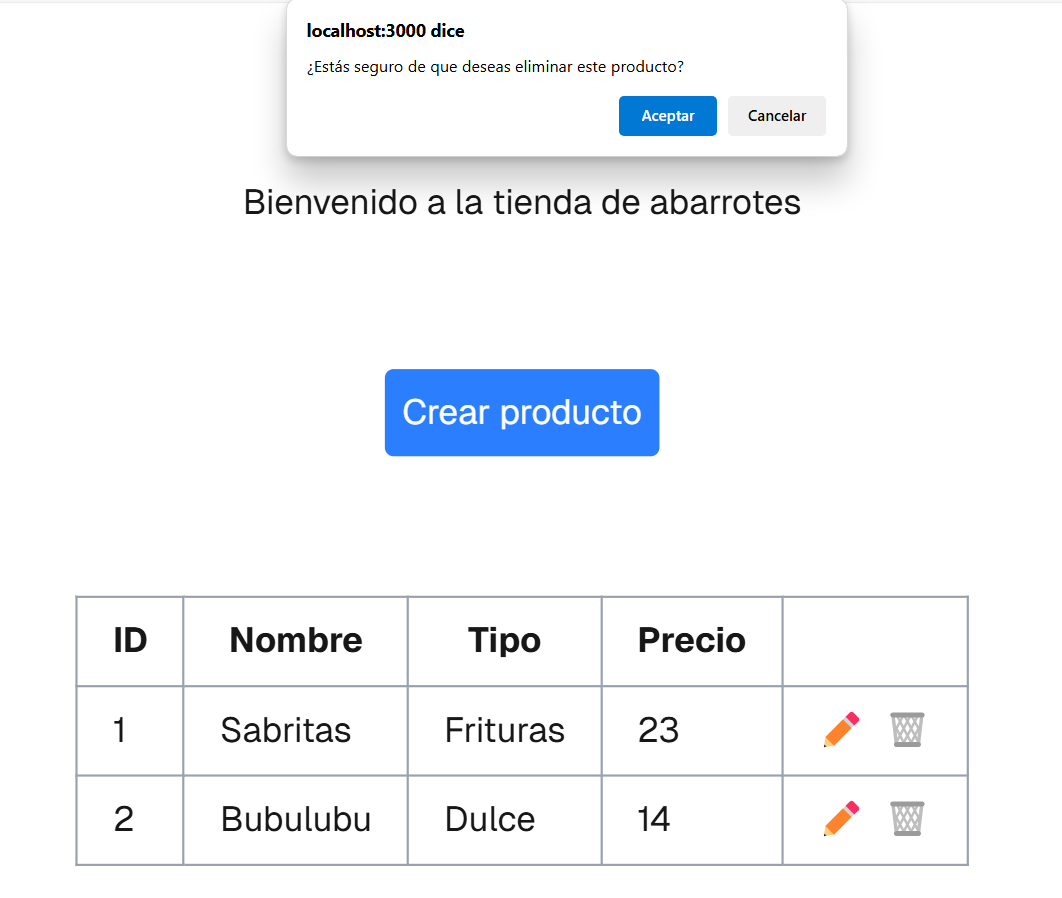 localhost:3000 dice
¿Estás seguro de que deseas eliminar este producto?
Aceptar Cancelar
Bienvenido a la tienda de abarrotes
Crear producto
ID Nombre Tipo Precio
1 Sabritas Frituras 23
2 Bubulubu Dulce 14